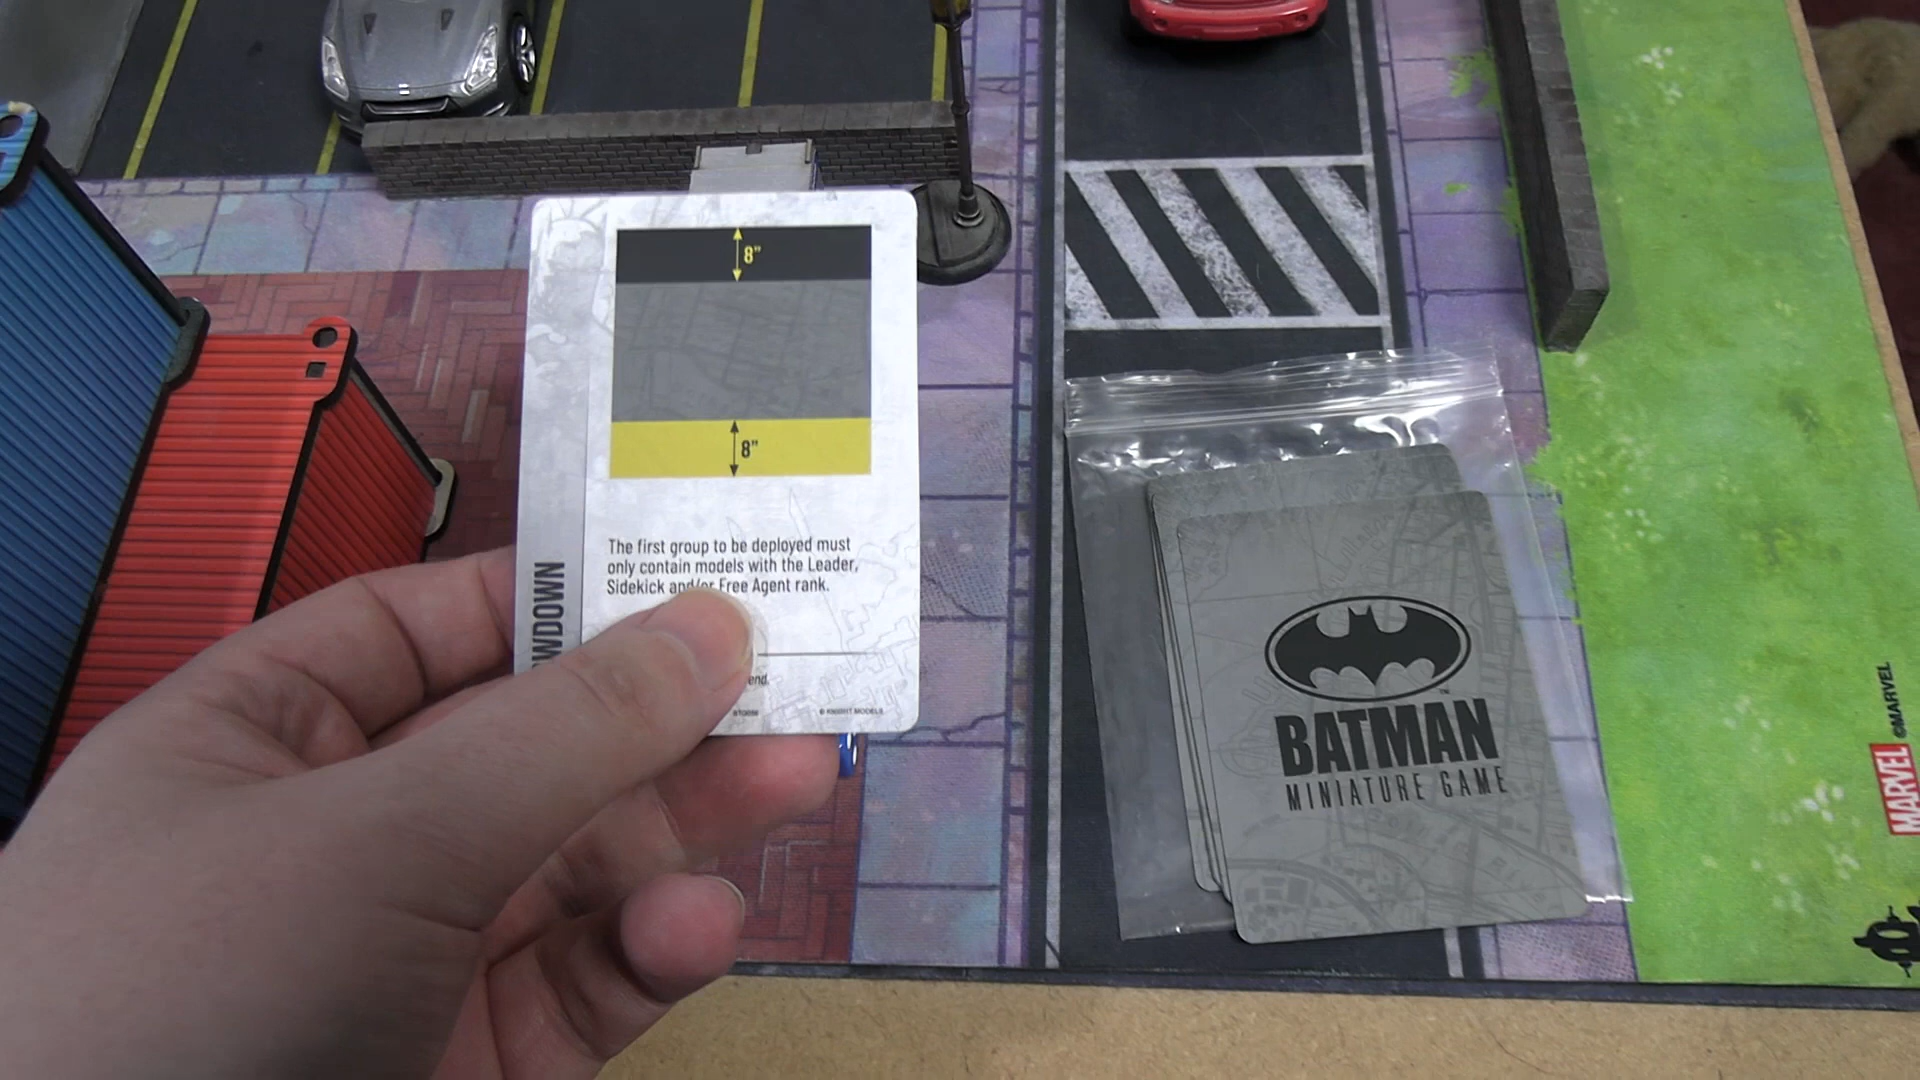 8"
8"
The first group to be deployed must
only contain models with the Leader,
Sidekick and/or Free Agent rank.
WDOWN
end.
© KNIGHT MODELS
BATMAN
MINIATURE GAME
TM
MARVEL
©MARVEL